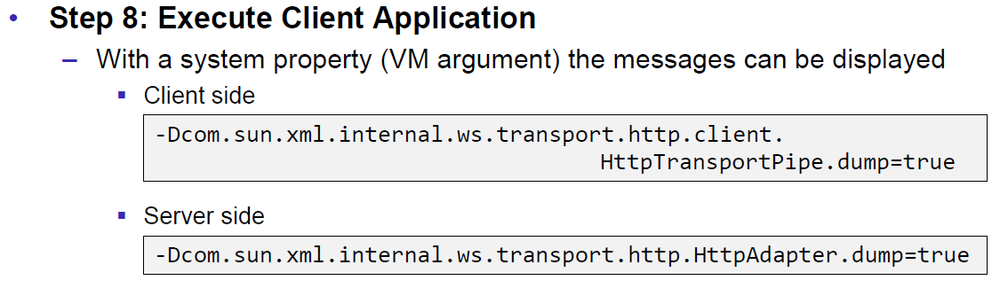 • Step 8: Execute Client Application
– With a system property (VM argument) the messages can be displayed
▪ Client side
-Dcom.sun.xml.internal.ws.transport.http.client.
HttpTransportPipe.dump=true
▪ Server side
-Dcom.sun.xml.internal.ws.transport.http.HttpAdapter.dump=true